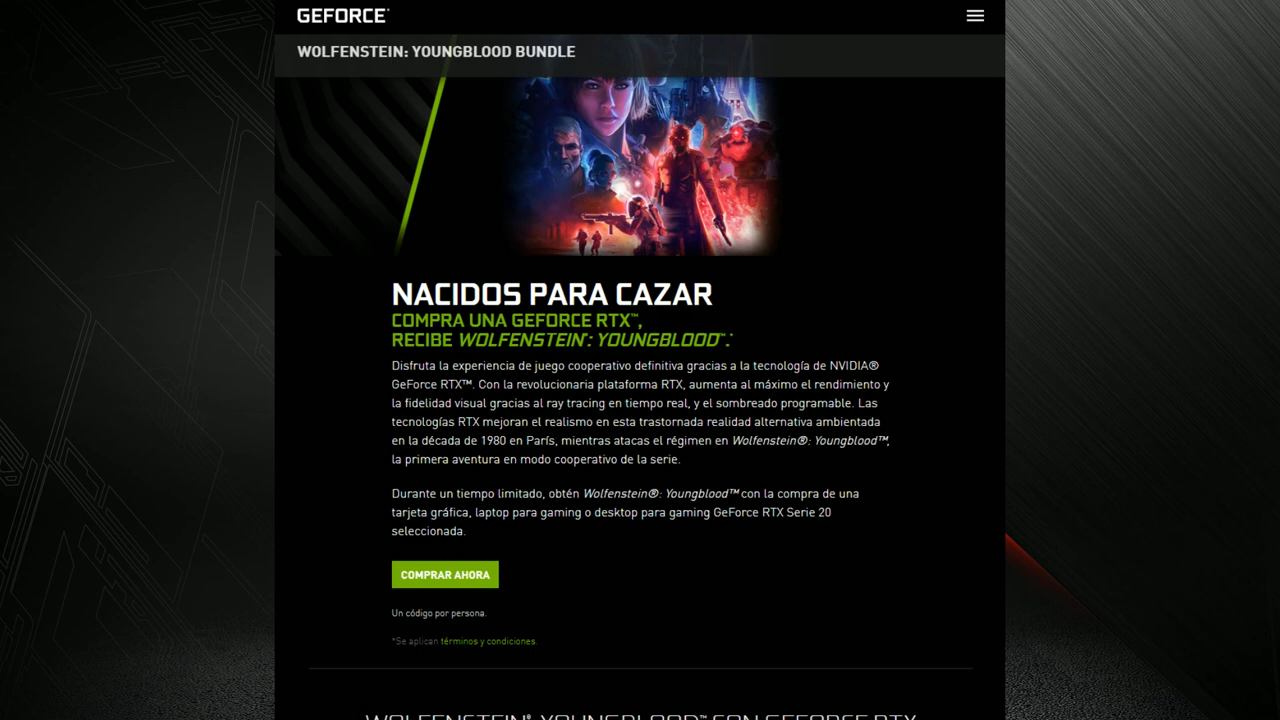 GEFORCE®
WOLFENSTEIN: YOUNGBLOOD BUNDLE
NACIDOS PARA CAZAR
COMPRA UNA GEFORCE RTX™,
RECIBE WOLFENSTEIN®: YOUNGBLOOD™.*
Disfruta la experiencia de juego cooperativo definitiva gracias a la tecnología de NVIDIA®
GeForce RTX™. Con la revolucionaria plataforma RTX, aumenta al máximo el rendimiento y
la fidelidad visual gracias al ray tracing en tiempo real, y el sombreado programable. Las
tecnologías RTX mejoran el realismo en esta trastornada realidad alternativa ambientada
en la década de 1980 en París, mientras atacas el régimen en Wolfenstein®: Youngblood™,
la primera aventura en modo cooperativo de la serie.
Durante un tiempo limitado, obtén Wolfenstein®: Youngblood™ con la compra de una
tarjeta gráfica, laptop para gaming o desktop para gaming GeForce RTX Serie 20
seleccionada.
COMPRAR AHORA
Un código por persona.
*Se aplican términos y condiciones.
WOLFENSTEIN®: YOUNGBLOOD™ CON GEFORCE RTX